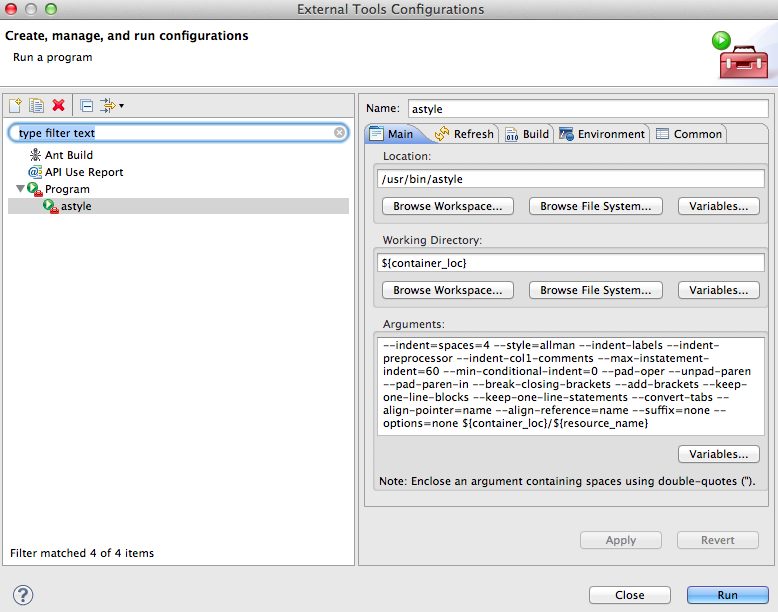 External Tools Configurations
Create, manage, and run configurations
Run a program
type filter text
Ant Build
API Use Report
Program
astyle
Filter matched 4 of 4 items
Name: astyle
Main Refresh 010 Build Environment Common
Location:
/usr/bin/astyle
Browse Workspace... Browse File System... Variables...
Working Directory:
${container_loc}
Browse Workspace... Browse File System... Variables...
Arguments:
--indent=spaces=4 --style=allman --indent-labels --indent-
preprocessor --indent-col1-comments --max-instatement-
indent=60 --min-conditional-indent=0 --pad-oper --unpad-paren
--pad-paren-in --break-closing-brackets --add-brackets --keep-
one-line-blocks --keep-one-line-statements --convert-tabs --
align-pointer=name --align-reference=name --suffix=none --
options=none ${container_loc}/${resource_name}
Variables...
Note: Enclose an argument containing spaces using double-quotes (").
Apply Revert
? Close Run